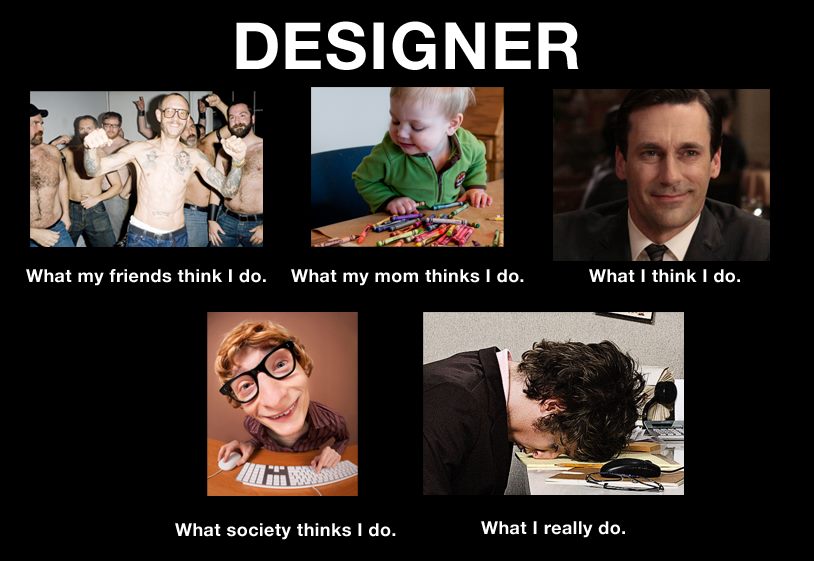 DESIGNER
What my friends think I do.
What my mom thinks I do.
What I think I do.
What society thinks I do.
What I really do.